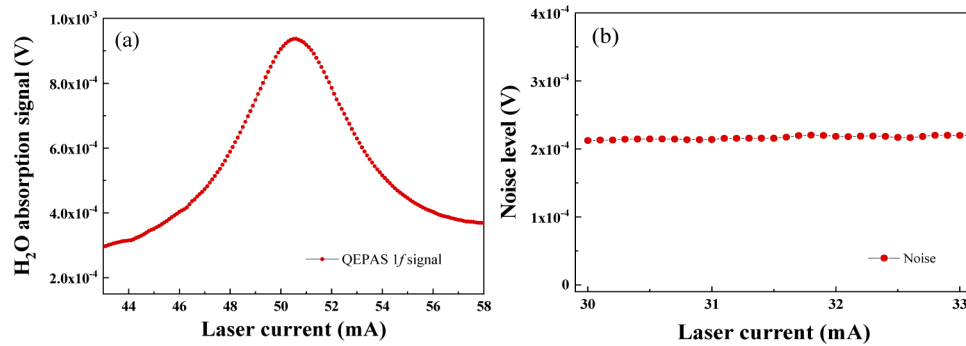 (a)
H₂O absorption signal (V)
1.0x10⁻³
8.0x10⁻⁴
6.0x10⁻⁴
4.0x10⁻⁴
2.0x10⁻⁴
QEPAS 1f signal
44 46 48 50 52 54 56 58
Laser current (mA)
(b)
Noise level (V)
4x10⁻⁴
3x10⁻⁴
2x10⁻⁴
1x10⁻⁴
0
Noise
30 31 32 33
Laser current (mA)